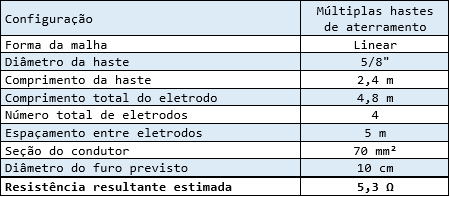 Configuração
Múltiplas hastes
de aterramento
Forma da malha
Linear
Diâmetro da haste
5/8"
Comprimento da haste
2,4 m
Comprimento total do eletrodo
4,8 m
Número total de eletrodos
4
Espaçamento entre eletrodos
5 m
Seção do condutor
70 mm²
Diâmetro do furo previsto
10 cm
Resistência resultante estimada
5,3 Ω